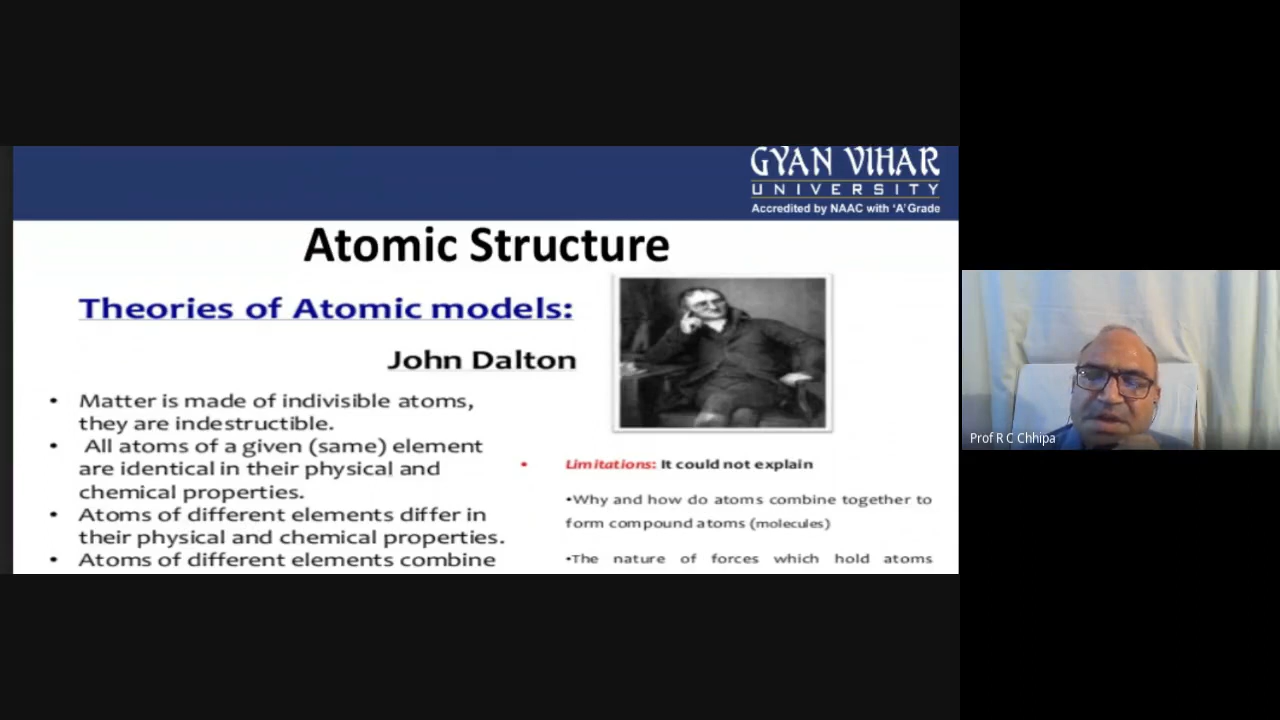 GYAN VIHAR
UNIVERSITY
Accredited by NAAC with 'A' Grade
Atomic Structure
Theories of Atomic models:
John Dalton
• Matter is made of indivisible atoms,
they are indestructible.
• All atoms of a given (same) element
are identical in their physical and
chemical properties.
• Atoms of different elements differ in
their physical and chemical properties.
• Atoms of different elements combine
• Limitations: It could not explain
•Why and how do atoms combine together to
form compound atoms (molecules)
•The nature of forces which hold atoms
Prof R C Chhipa